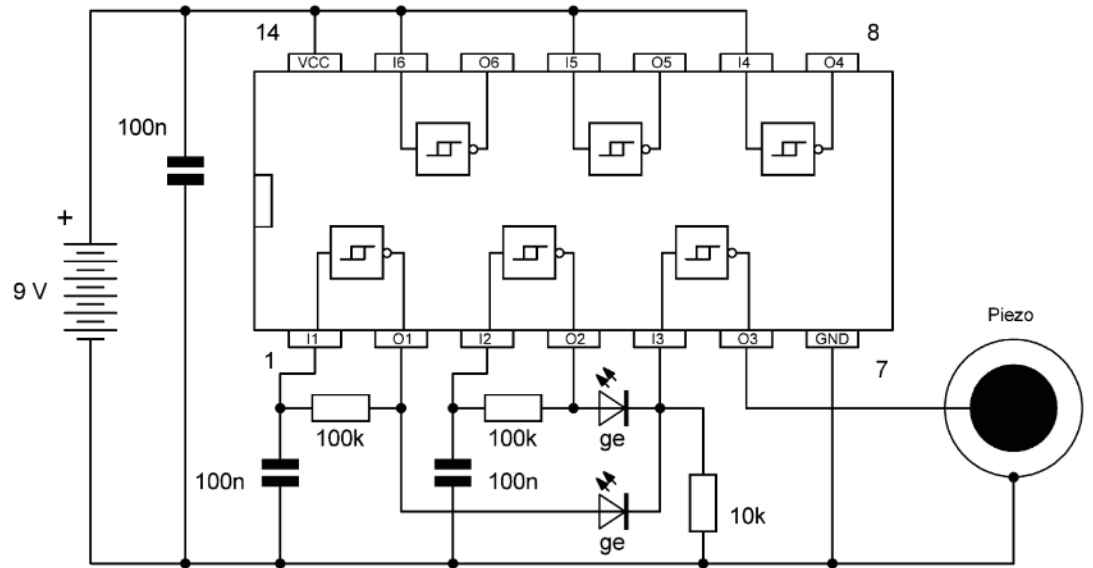 14
8
VCC
I6
O6
I5
O5
I4
O4
100n
+
9 V
I1
O1
I2
O2
I3
O3
GND
1
7
Piezo
100k
100k
ge
100n
100n
ge
10k